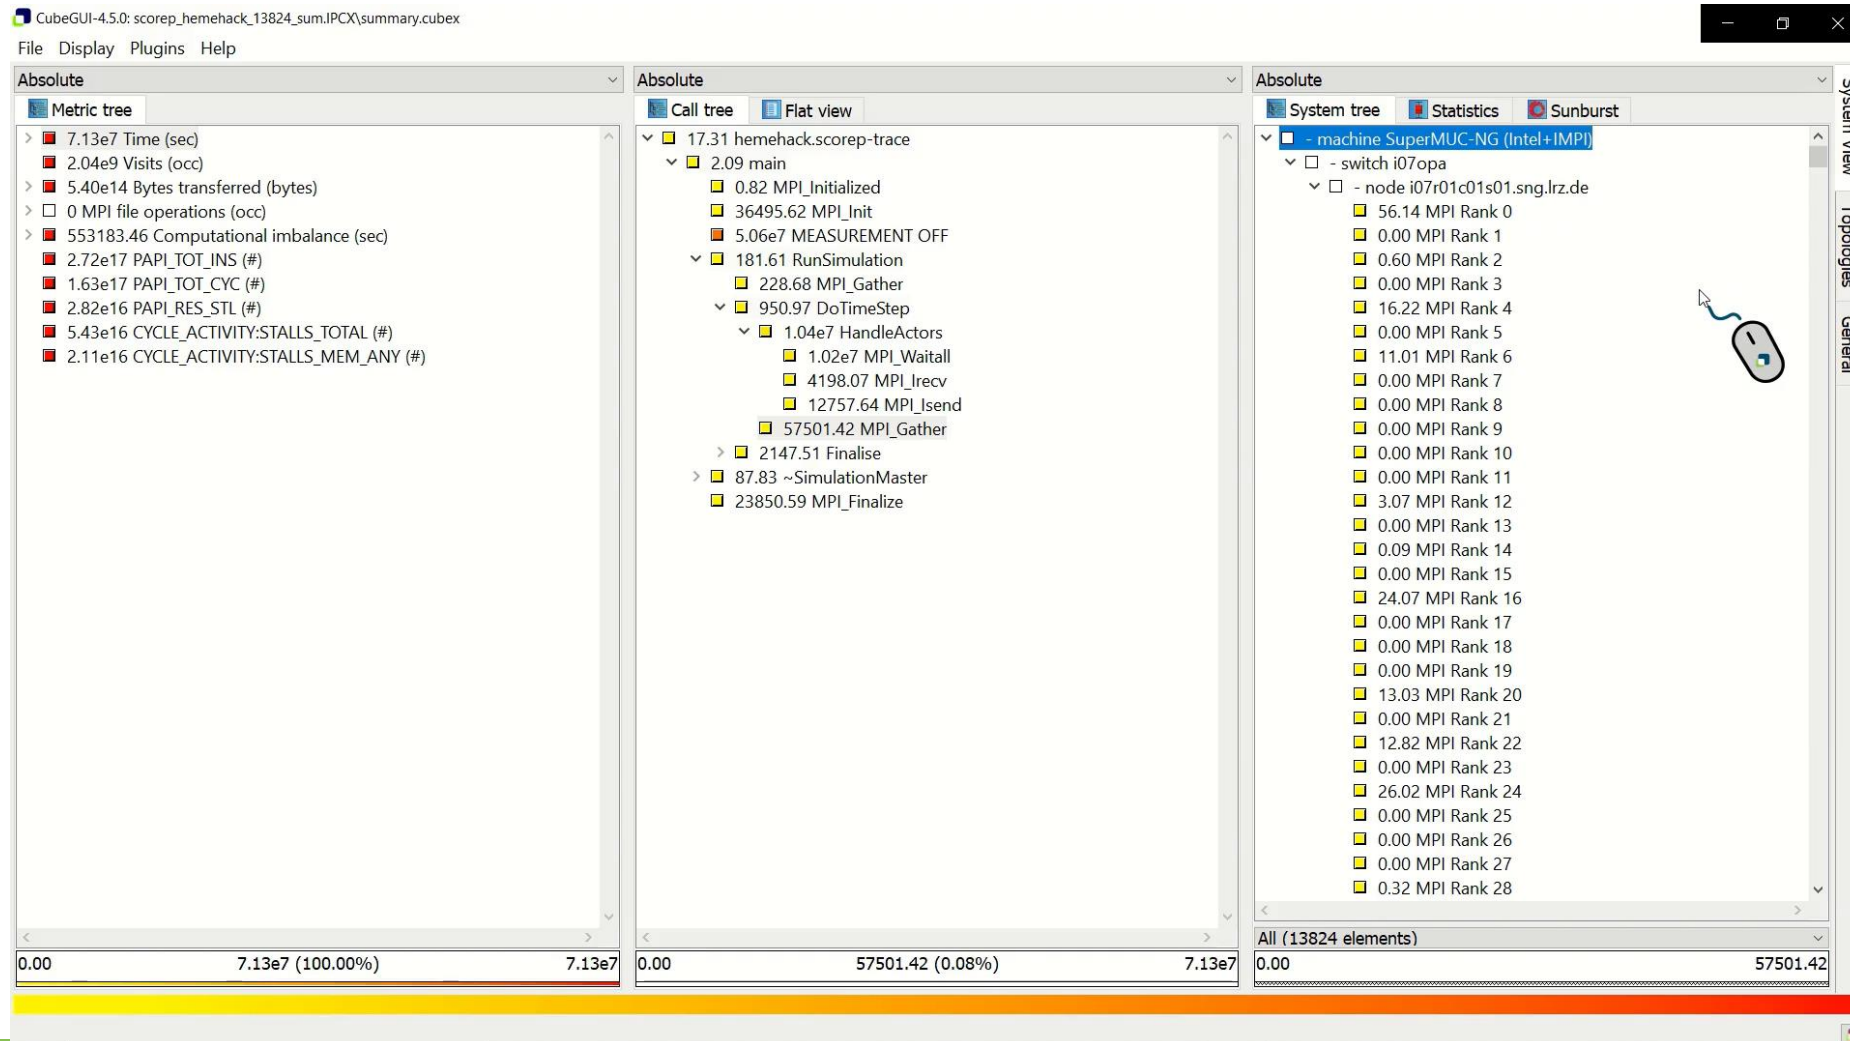 CubeGUI-4.5.0: scorep_hemehack_13824_sum.IPCX\summary.cubex
File Display Plugins Help
Absolute
Metric tree
7.13e7 Time (sec)
2.04e9 Visits (occ)
5.40e14 Bytes transferred (bytes)
0 MPI file operations (occ)
553183.46 Computational imbalance (sec)
2.72e17 PAPI_TOT_INS (#)
1.63e17 PAPI_TOT_CYC (#)
2.82e16 PAPI_RES_STL (#)
5.43e16 CYCLE_ACTIVITY:STALLS_TOTAL (#)
2.11e16 CYCLE_ACTIVITY:STALLS_MEM_ANY (#)
0.00 7.13e7 (100.00%) 7.13e7
Absolute
Call tree Flat view
17.31 hemehack.scorep-trace
2.09 main
0.82 MPI_Initialized
36495.62 MPI_Init
5.06e7 MEASUREMENT OFF
181.61 RunSimulation
228.68 MPI_Gather
950.97 DoTimeStep
1.04e7 HandleActors
1.02e7 MPI_Waitall
4198.07 MPI_Irecv
12757.64 MPI_Isend
57501.42 MPI_Gather
2147.51 Finalise
87.83 ~SimulationMaster
23850.59 MPI_Finalize
0.00 57501.42 (0.08%) 7.13e7
Absolute
System tree Statistics Sunburst
- machine SuperMUC-NG (Intel+IMPI)
- switch i07opa
- node i07r01c01s01.sng.lrz.de
56.14 MPI Rank 0
0.00 MPI Rank 1
0.60 MPI Rank 2
0.00 MPI Rank 3
16.22 MPI Rank 4
0.00 MPI Rank 5
11.01 MPI Rank 6
0.00 MPI Rank 7
0.00 MPI Rank 8
0.00 MPI Rank 9
0.00 MPI Rank 10
0.00 MPI Rank 11
3.07 MPI Rank 12
0.00 MPI Rank 13
0.09 MPI Rank 14
0.00 MPI Rank 15
24.07 MPI Rank 16
0.00 MPI Rank 17
0.00 MPI Rank 18
0.00 MPI Rank 19
13.03 MPI Rank 20
0.00 MPI Rank 21
12.82 MPI Rank 22
0.00 MPI Rank 23
26.02 MPI Rank 24
0.00 MPI Rank 25
0.00 MPI Rank 26
0.00 MPI Rank 27
0.32 MPI Rank 28
All (13824 elements)
0.00 57501.42
System View
Topologies
General